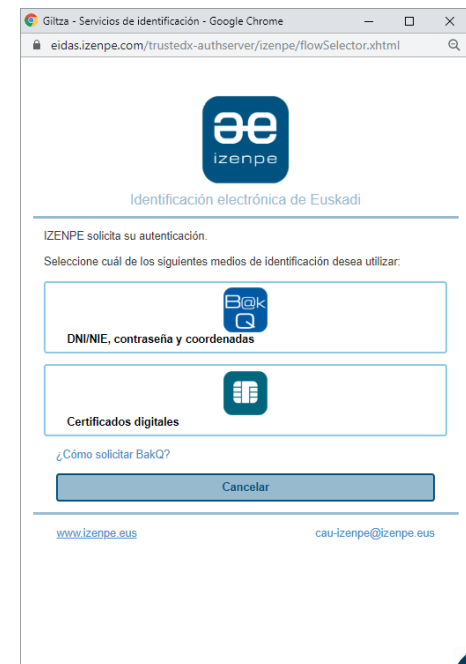 Giltza - Servicios de identificación - Google Chrome
eidas.izenpe.com/trustedx-authserver/izenpe/flowSelector.xhtml
izenpe
Identificación electrónica de Euskadi
IZENPE solicita su autenticación.
Seleccione cuál de los siguientes medios de identificación desea utilizar:
B@k
Q
DNI/NIE, contraseña y coordenadas
Certificados digitales
¿Cómo solicitar BakQ?
Cancelar
www.izenpe.eus cau-izenpe@izenpe.eus